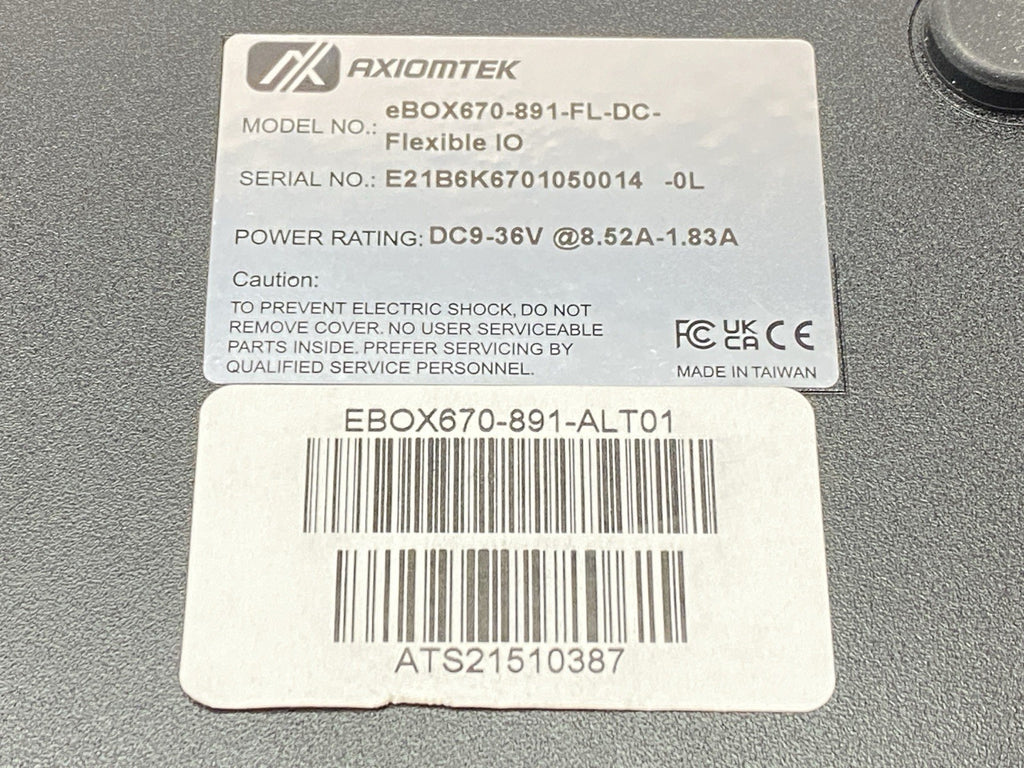 AXIOMTEK
MODEL NO.: eBOX670-891-FL-DC-
Flexible IO
SERIAL NO.: E21B6K6701050014 -0L
POWER RATING: DC9-36V @8.52A-1.83A
Caution:
TO PREVENT ELECTRIC SHOCK, DO NOT
REMOVE COVER. NO USER SERVICEABLE
PARTS INSIDE. PREFER SERVICING BY
QUALIFIED SERVICE PERSONNEL.
FC UK CA CE
MADE IN TAIWAN
EBOX670-891-ALT01
ATS21510387